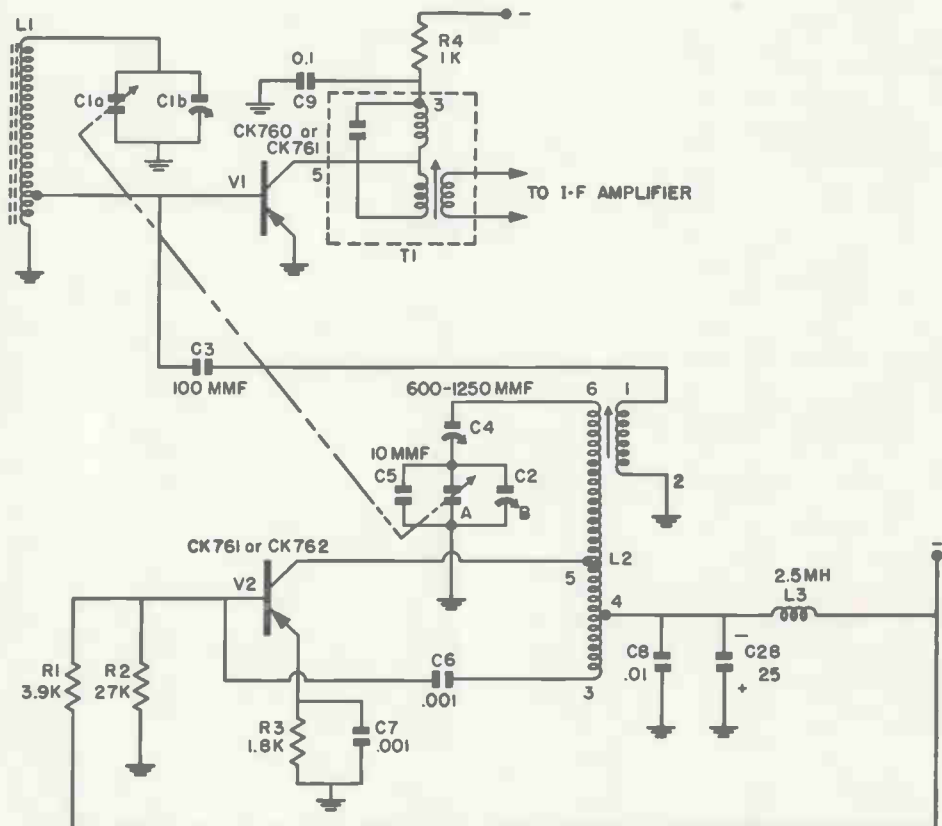 L1
R4
1K
0.1
C9
C1a
C1b
3
CK760 or
CK761
5
V1
TO I-F AMPLIFIER
T1
C3
100 MMF
600-1250 MMF
6
1
C4
10 MMF
C5
C2
A
B
2
CK761 or CK762
L2
5
V2
2.5MH
L3
4
R1
3.9K
R2
27K
C6
.001
3
C8
.01
C28
25
R3
1.8K
C7
.001